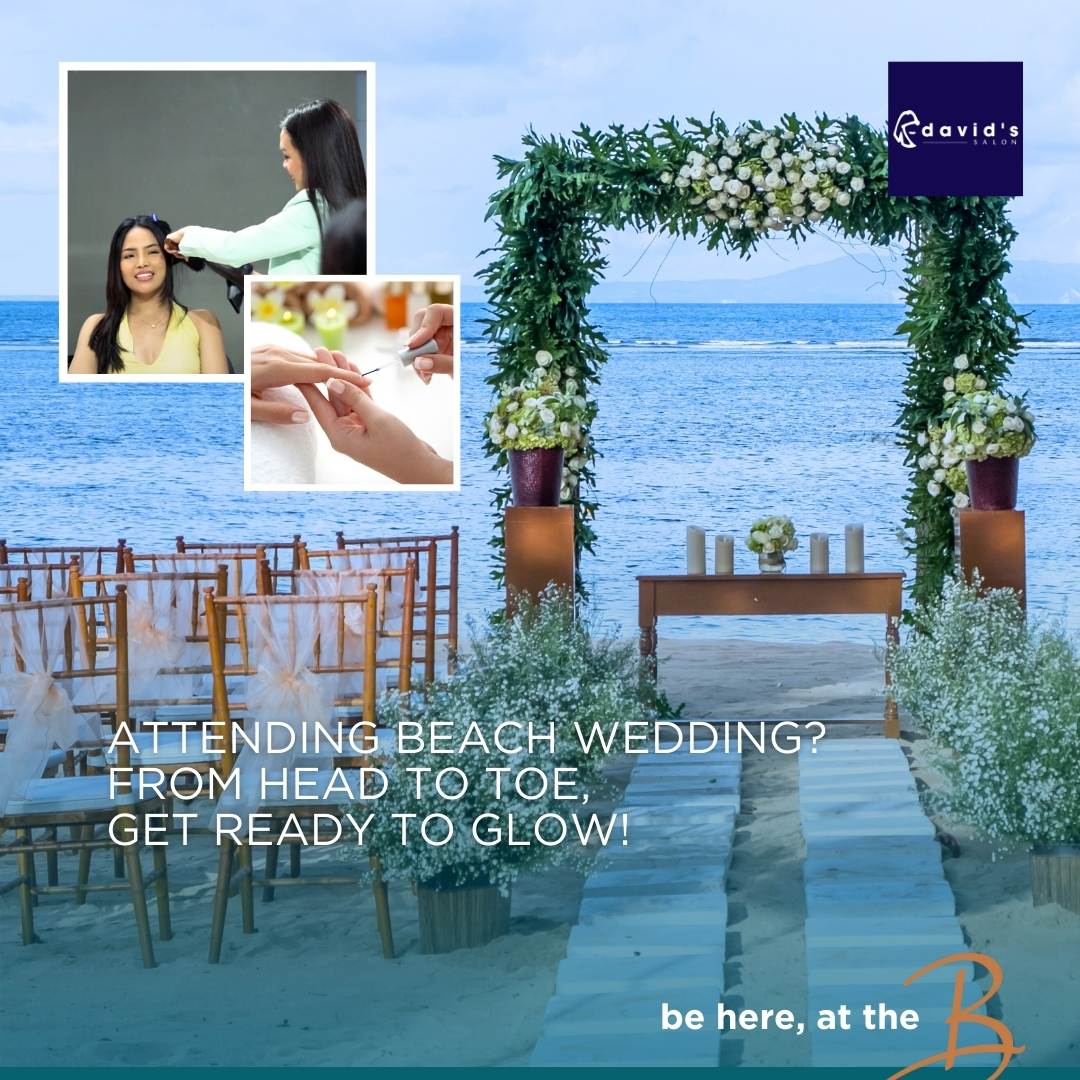 david's
SALON
ATTENDING BEACH WEDDING?
FROM HEAD TO TOE,
GET READY TO GLOW!
be here, at the B